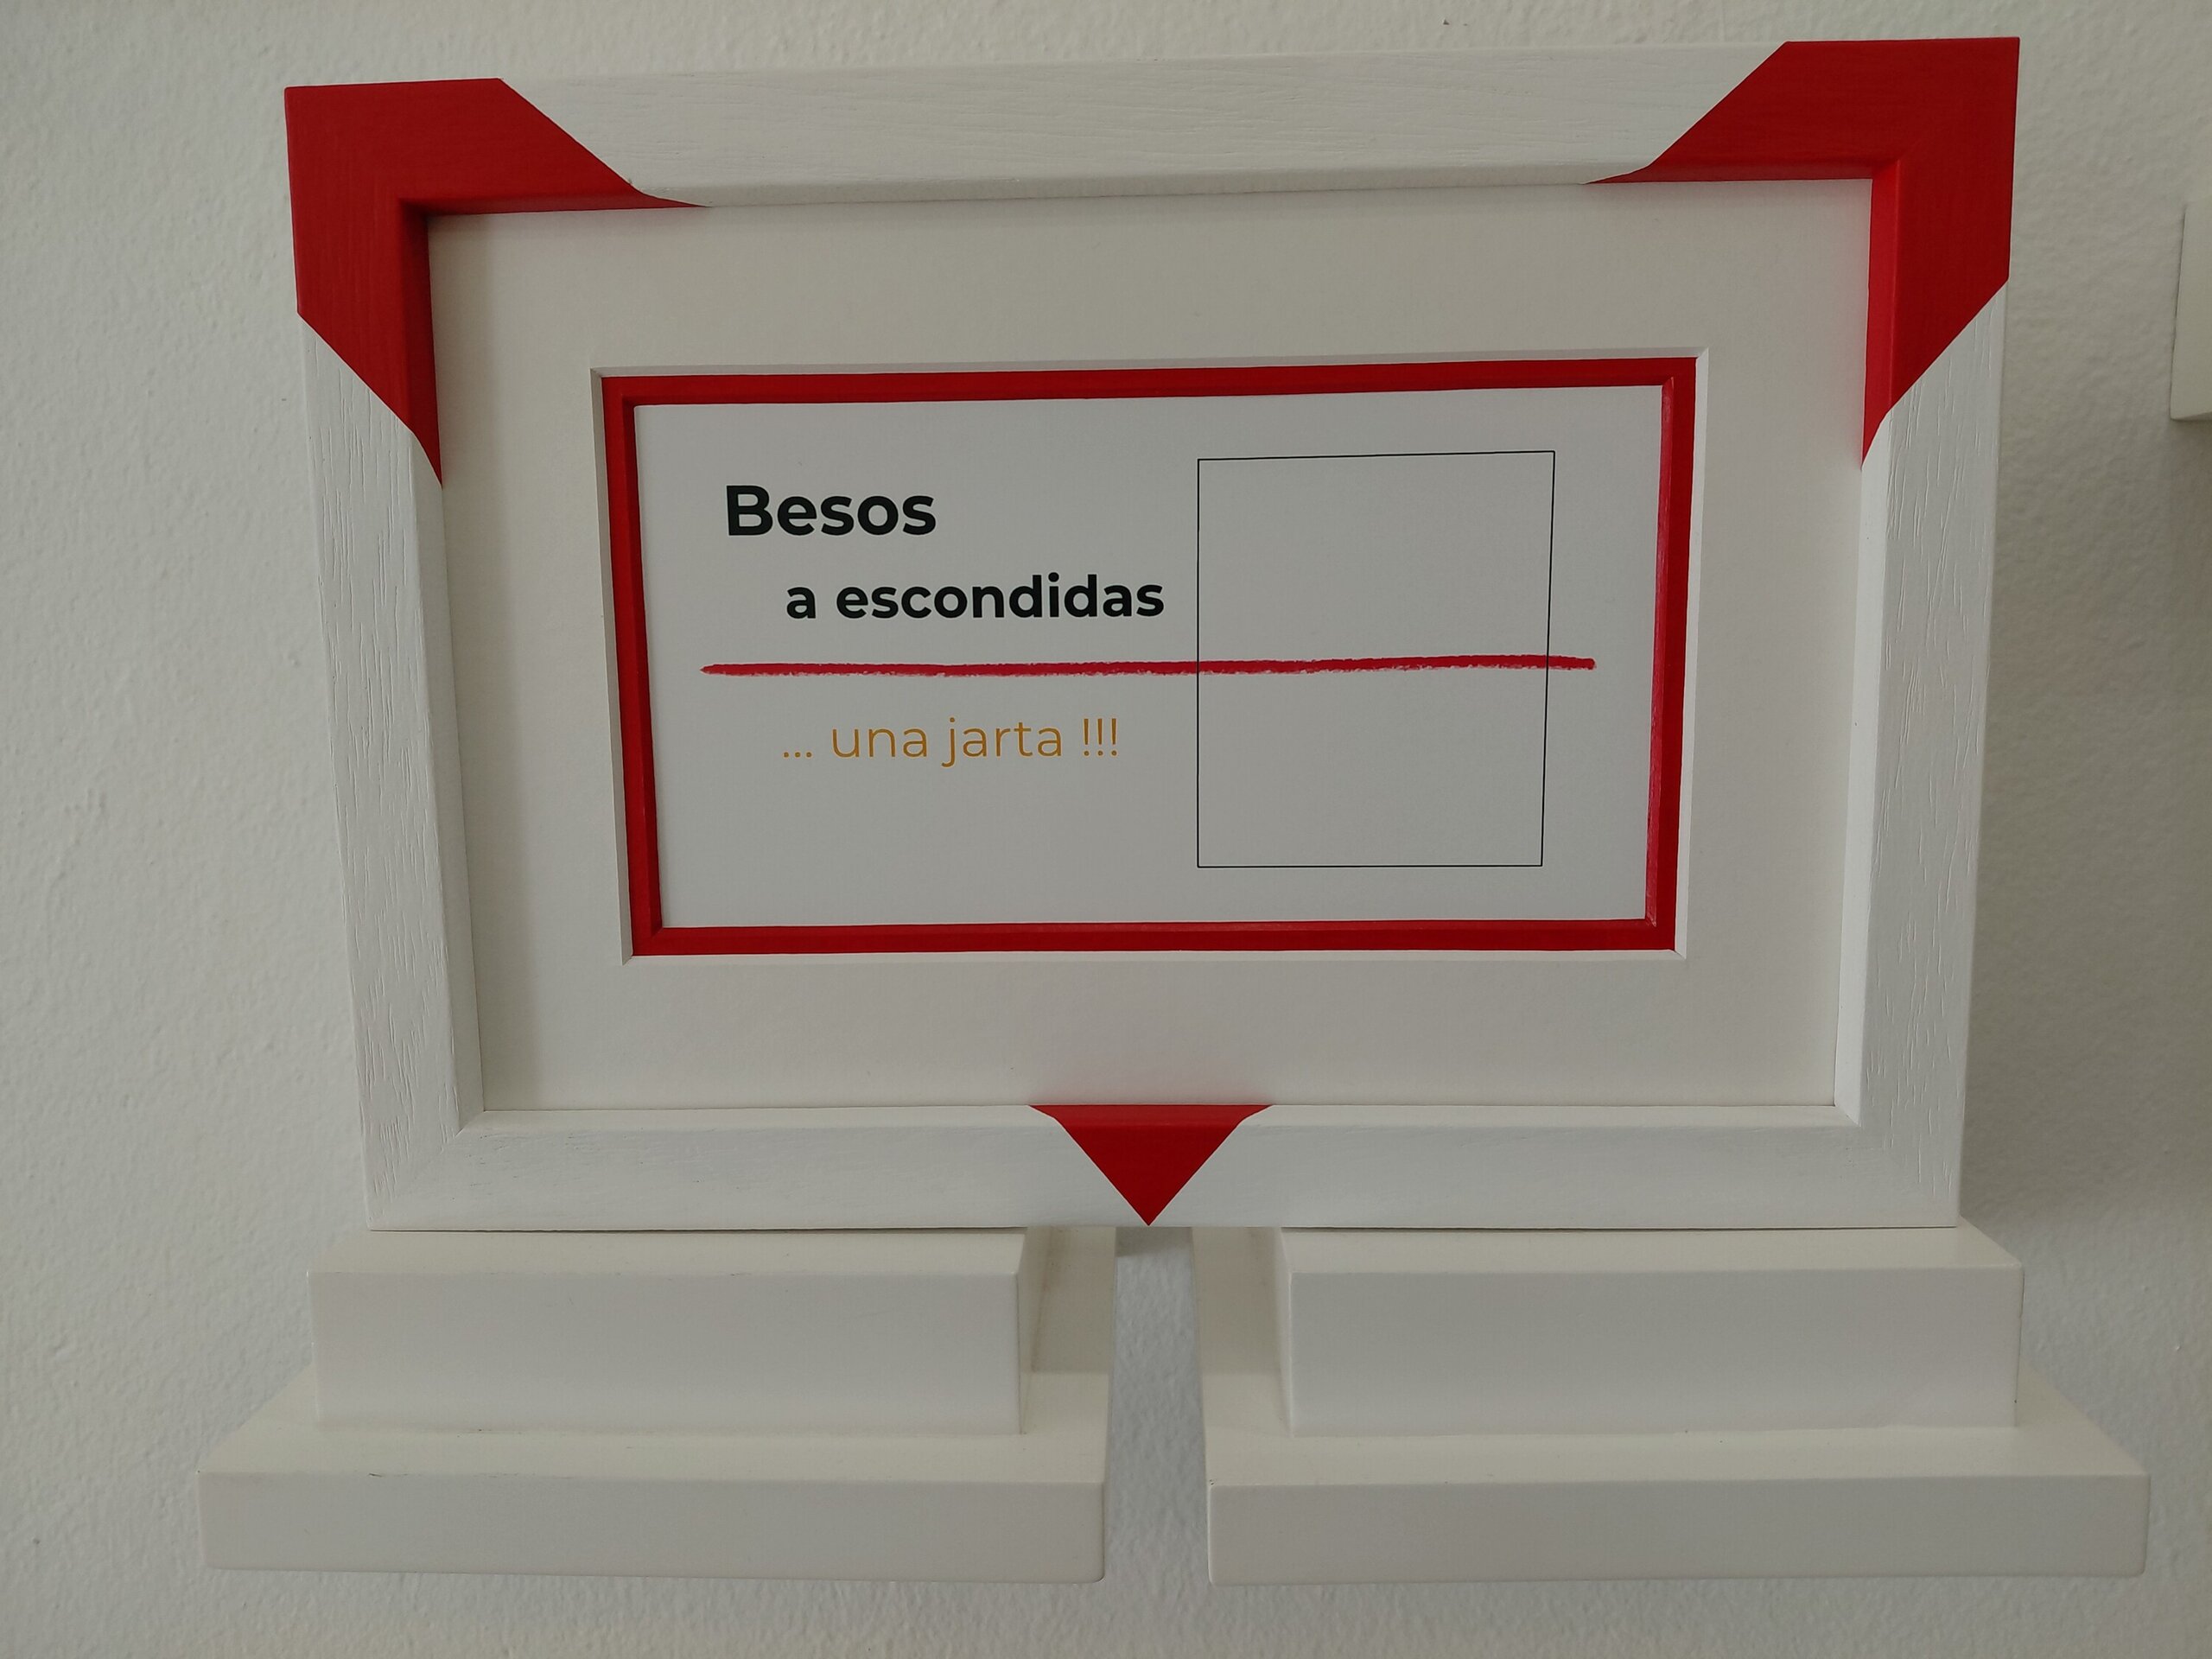 Besos
a escondidas
... una jarta !!!